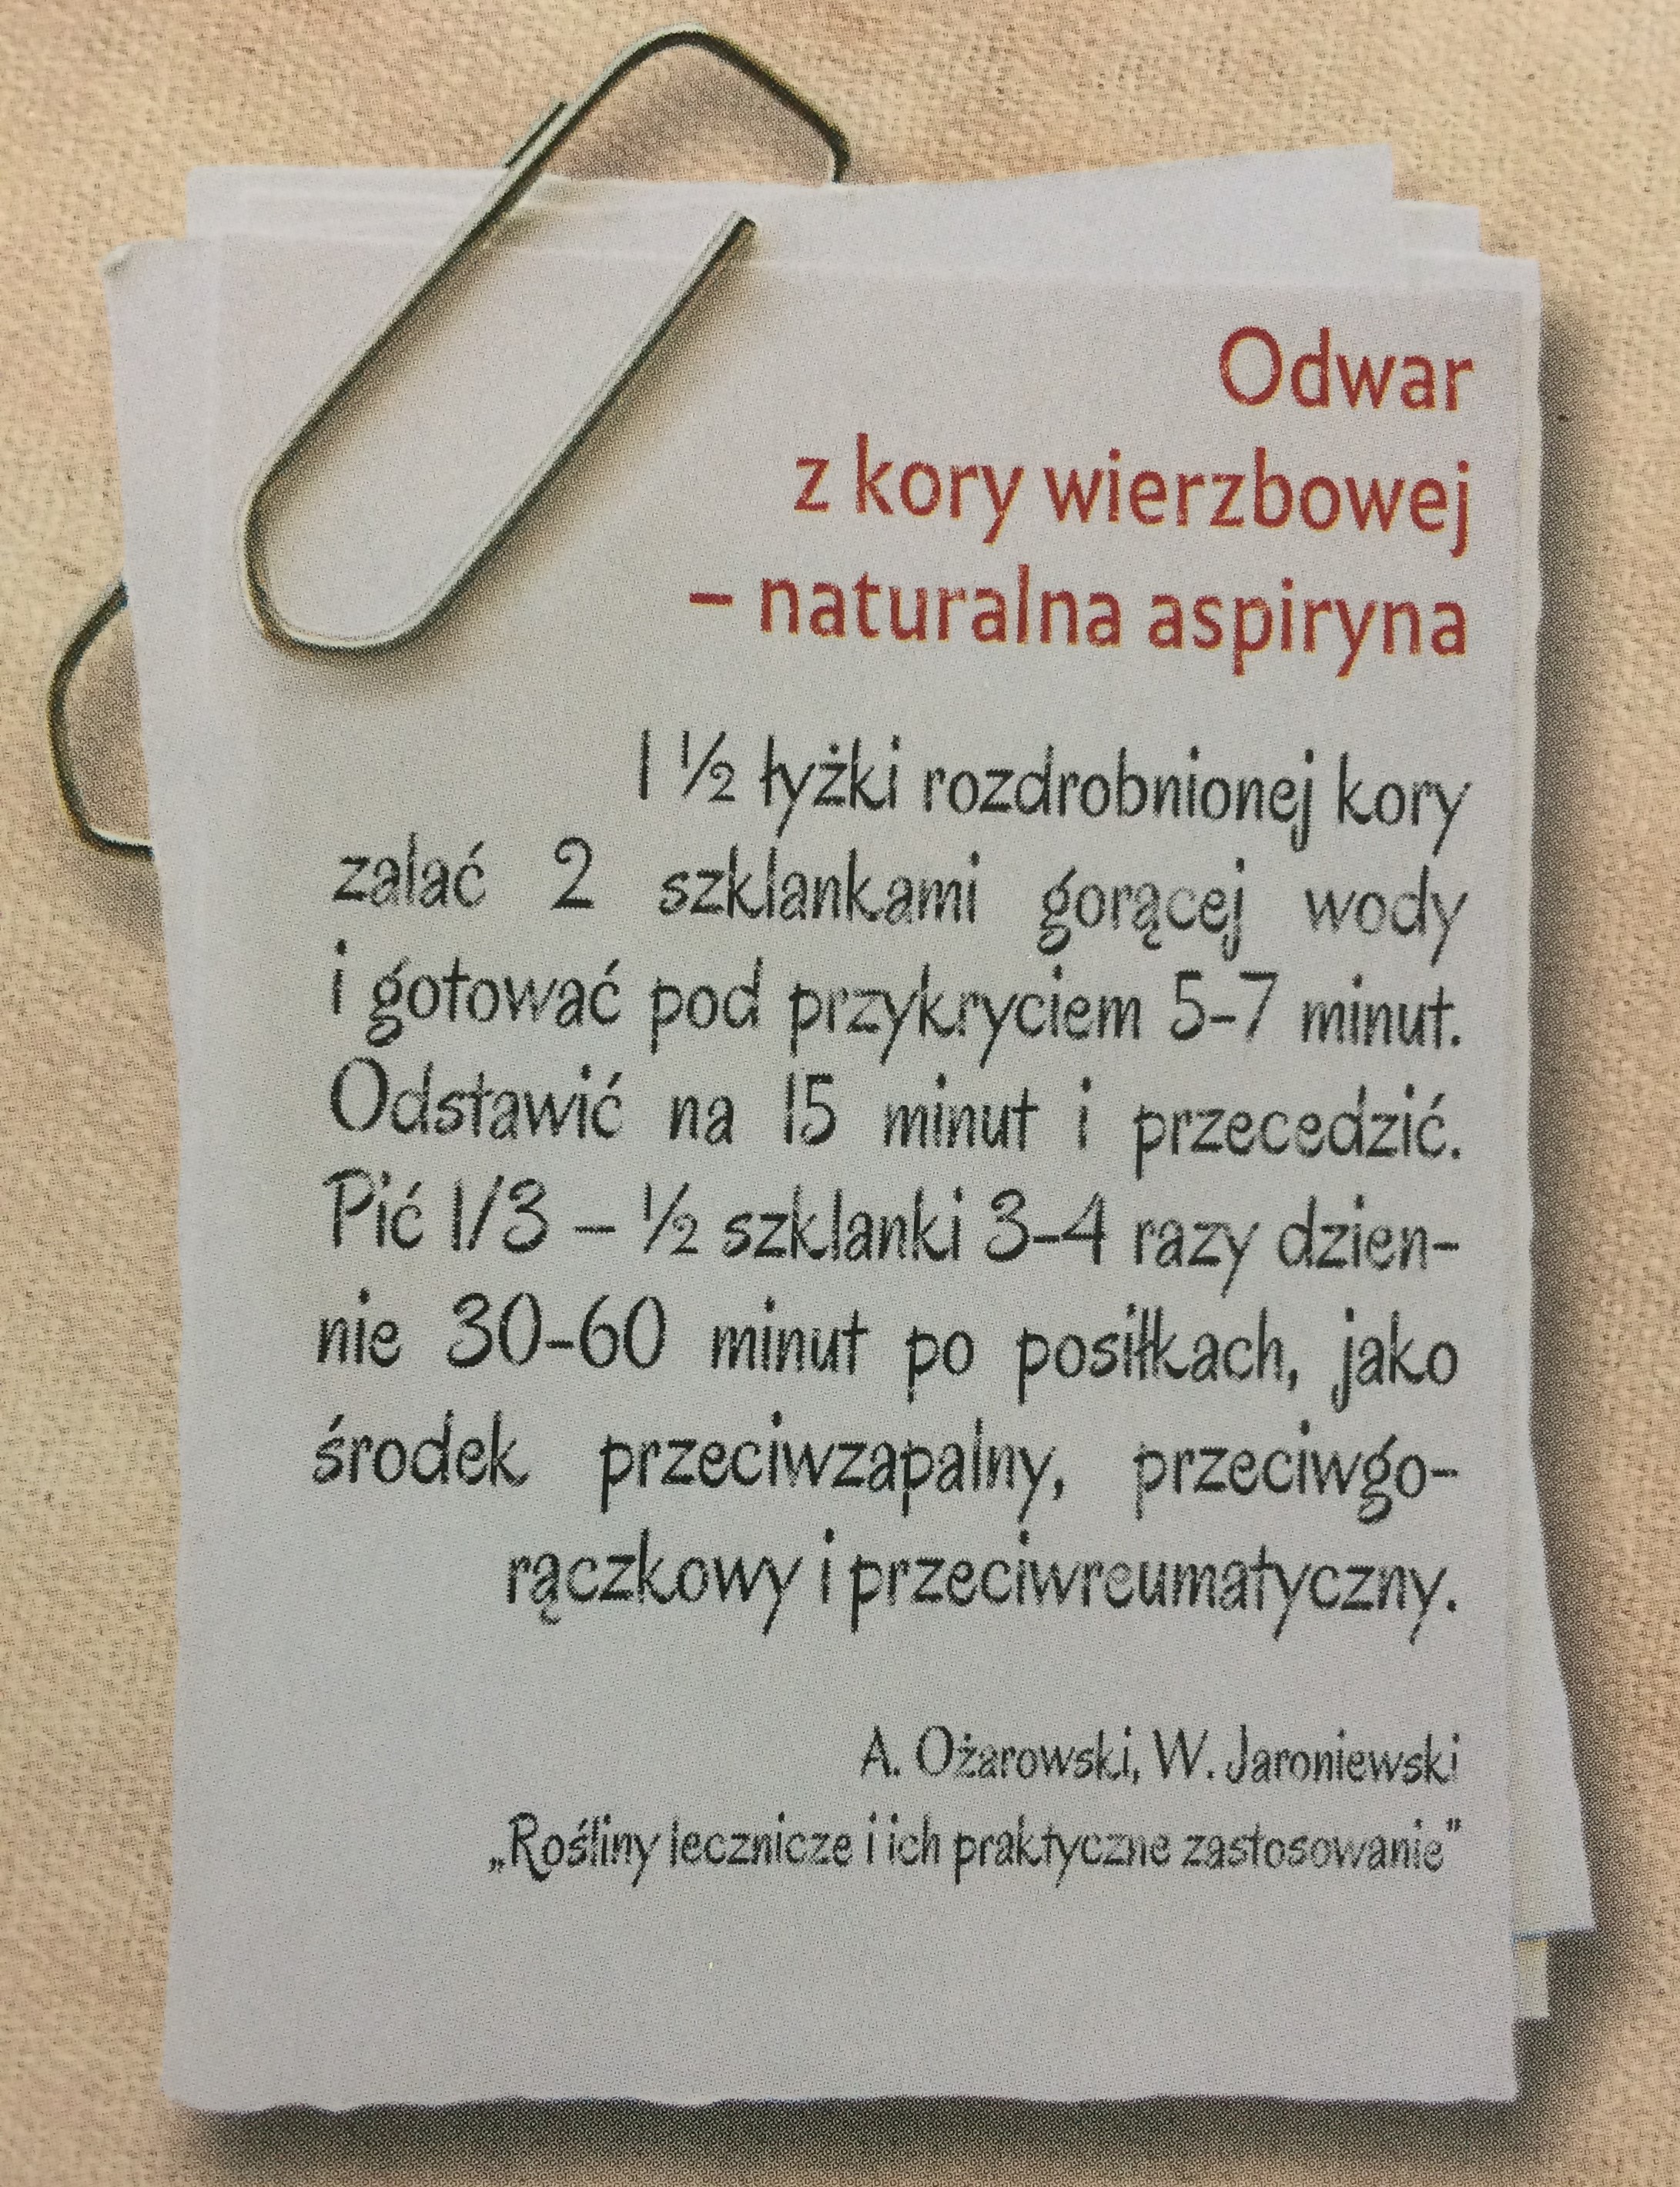 Odwar
z kory wierzbowej
– naturalna aspiryna
1 ½ łyżki rozdrobnionej kory
zalać 2 szklankami gorącej wody
i gotować pod przykryciem 5-7 minut.
Odstawić na 15 minut i przecedzić.
Pić 1/3 – ½ szklanki 3-4 razy dzien-
nie 30-60 minut po posiłkach, jako
środek przeciwzapalny, przeciwgo-
rączkowy i przeciwreumatyczny.
A. Ożarowski, W. Jaroniewski
„Rośliny lecznicze i ich praktyczne zastosowanie”